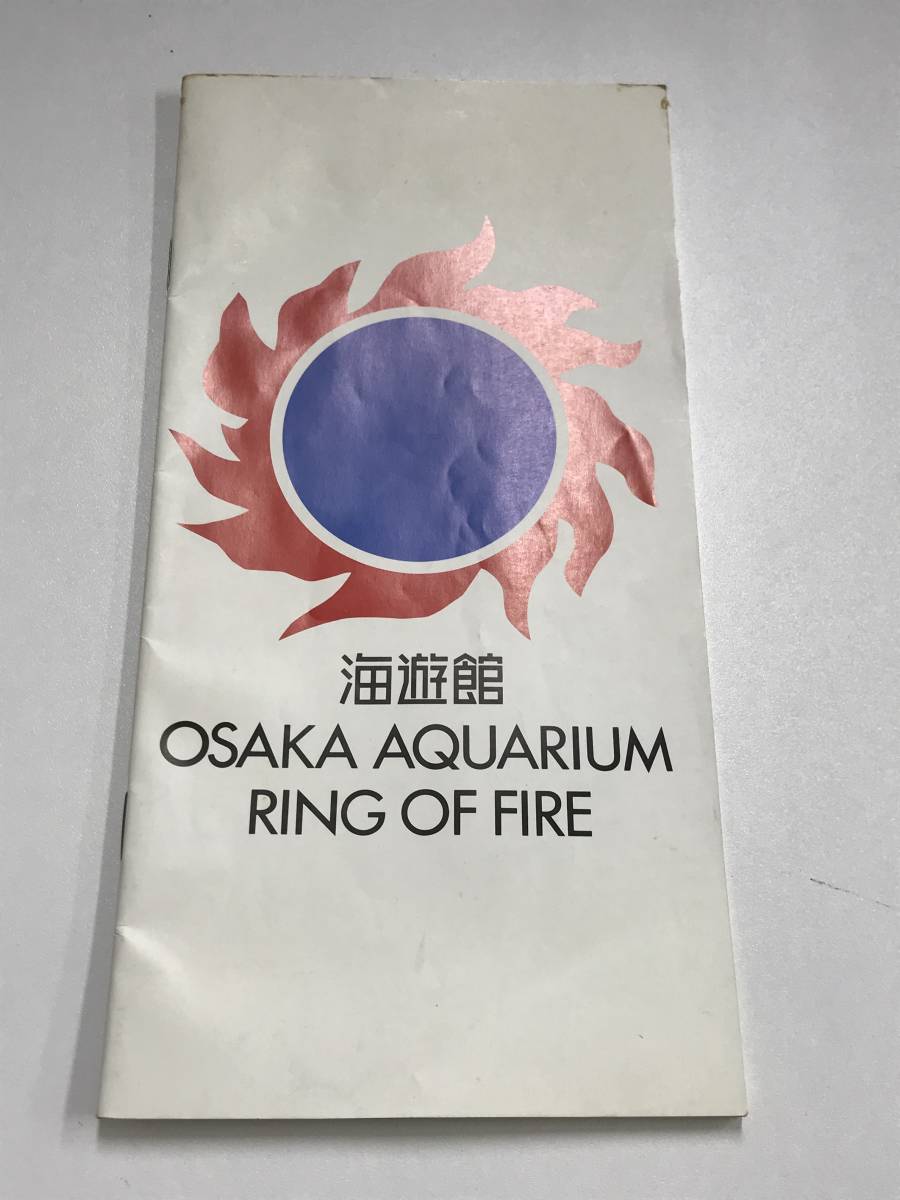 海遊館
OSAKA AQUARIUM
RING OF FIRE